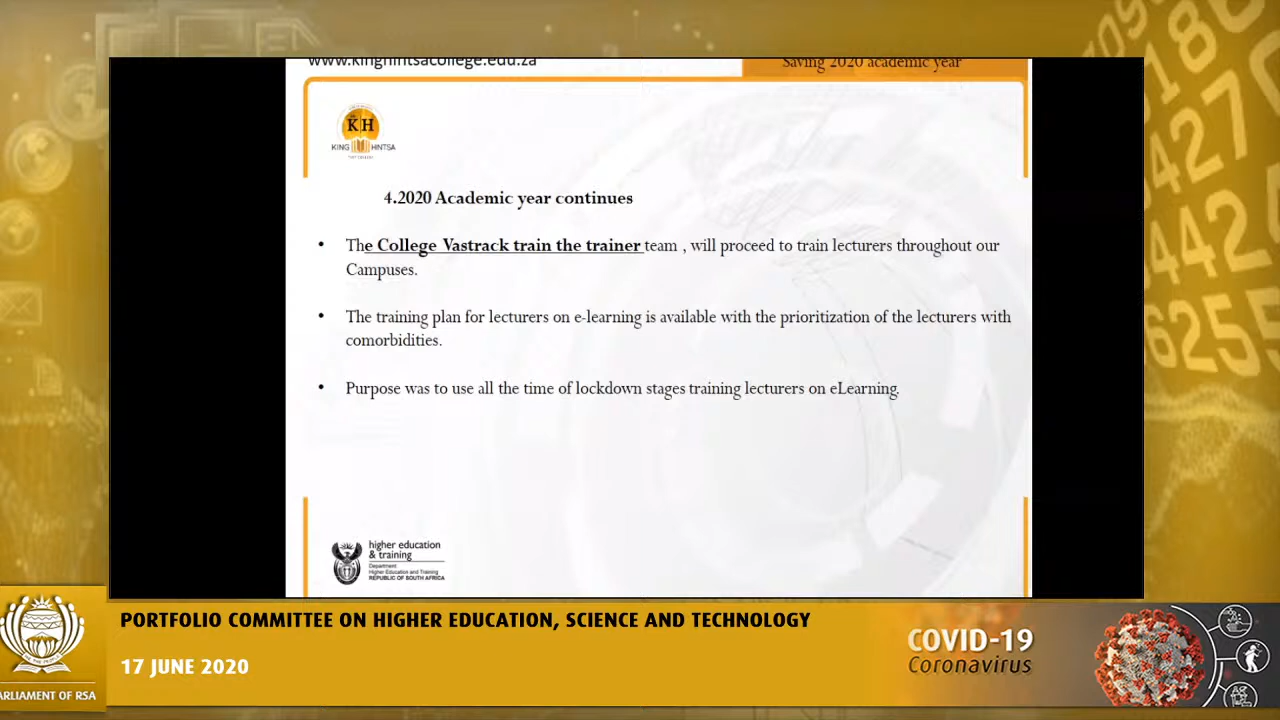 www.kinghintsacollege.edu.za
Saving 2020 academic year
KH
KING HINTSA
4.2020 Academic year continues
• The College Vastrack train the trainer team , will proceed to train lecturers throughout our
Campuses.
• The training plan for lecturers on e-learning is available with the prioritization of the lecturers with
comorbidities.
• Purpose was to use all the time of lockdown stages training lecturers on eLearning.
higher education
& training
Department:
Higher Education and Training
REPUBLIC OF SOUTH AFRICA
PORTFOLIO COMMITTEE ON HIGHER EDUCATION, SCIENCE AND TECHNOLOGY
17 JUNE 2020
COVID-19
Coronavirus
ARLIAMENT OF RSA